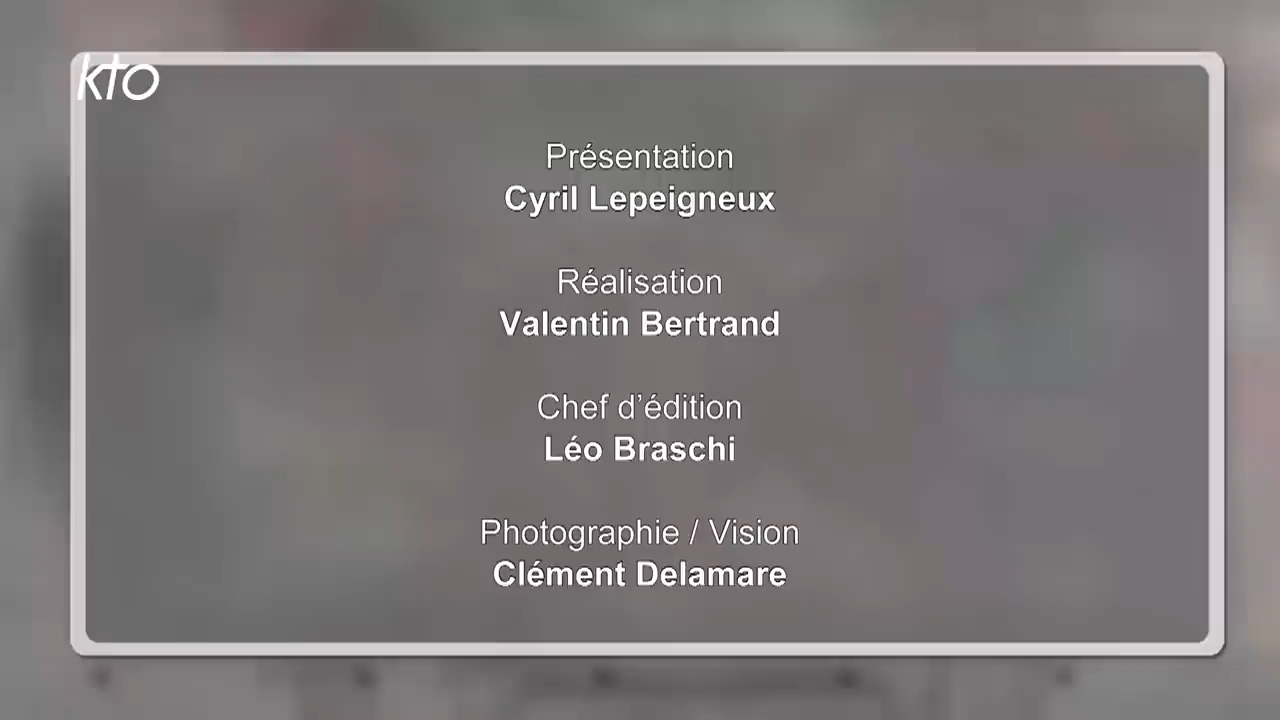 kto
Présentation
Cyril Lepeigneux
Réalisation
Valentin Bertrand
Chef d’édition
Léo Braschi
Photographie / Vision
Clément Delamare